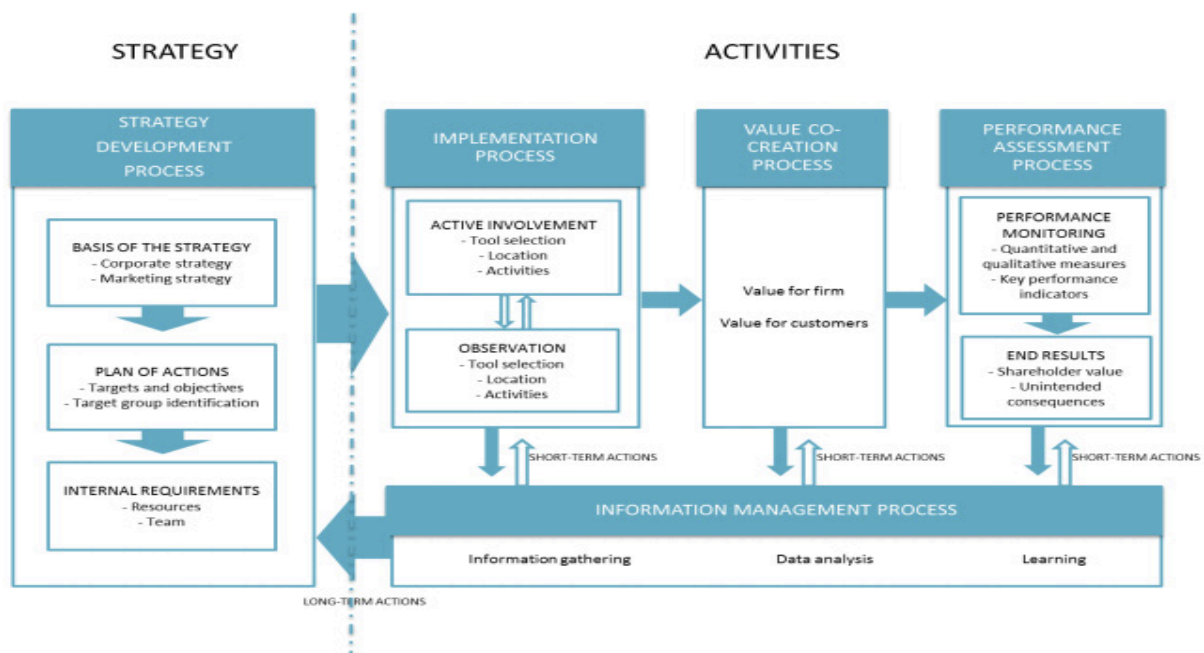 STRATEGY
ACTIVITIES
STRATEGY
DEVELOPMENT
PROCESS
BASIS OF THE STRATEGY
- Corporate strategy
- Marketing strategy
PLAN OF ACTIONS
- Targets and objectives
- Target group identification
INTERNAL REQUIREMENTS
- Resources
- Team
IMPLEMENTATION
PROCESS
ACTIVE INVOLVEMENT
- Tool selection
- Location
- Activities
OBSERVATION
- Tool selection
- Location
- Activities
VALUE CO-
CREATION
PROCESS
Value for firm
Value for customers
PERFORMANCE
ASSESSMENT
PROCESS
PERFORMANCE
MONITORING
- Quantitative and
qualitative measures
- Key performance
indicators
END RESULTS
- Shareholder value
- Unintended
consequences
SHORT-TERM ACTIONS
SHORT-TERM ACTIONS
SHORT-TERM ACTIONS
INFORMATION MANAGEMENT PROCESS
Information gathering
Data analysis
Learning
LONG-TERM ACTIONS